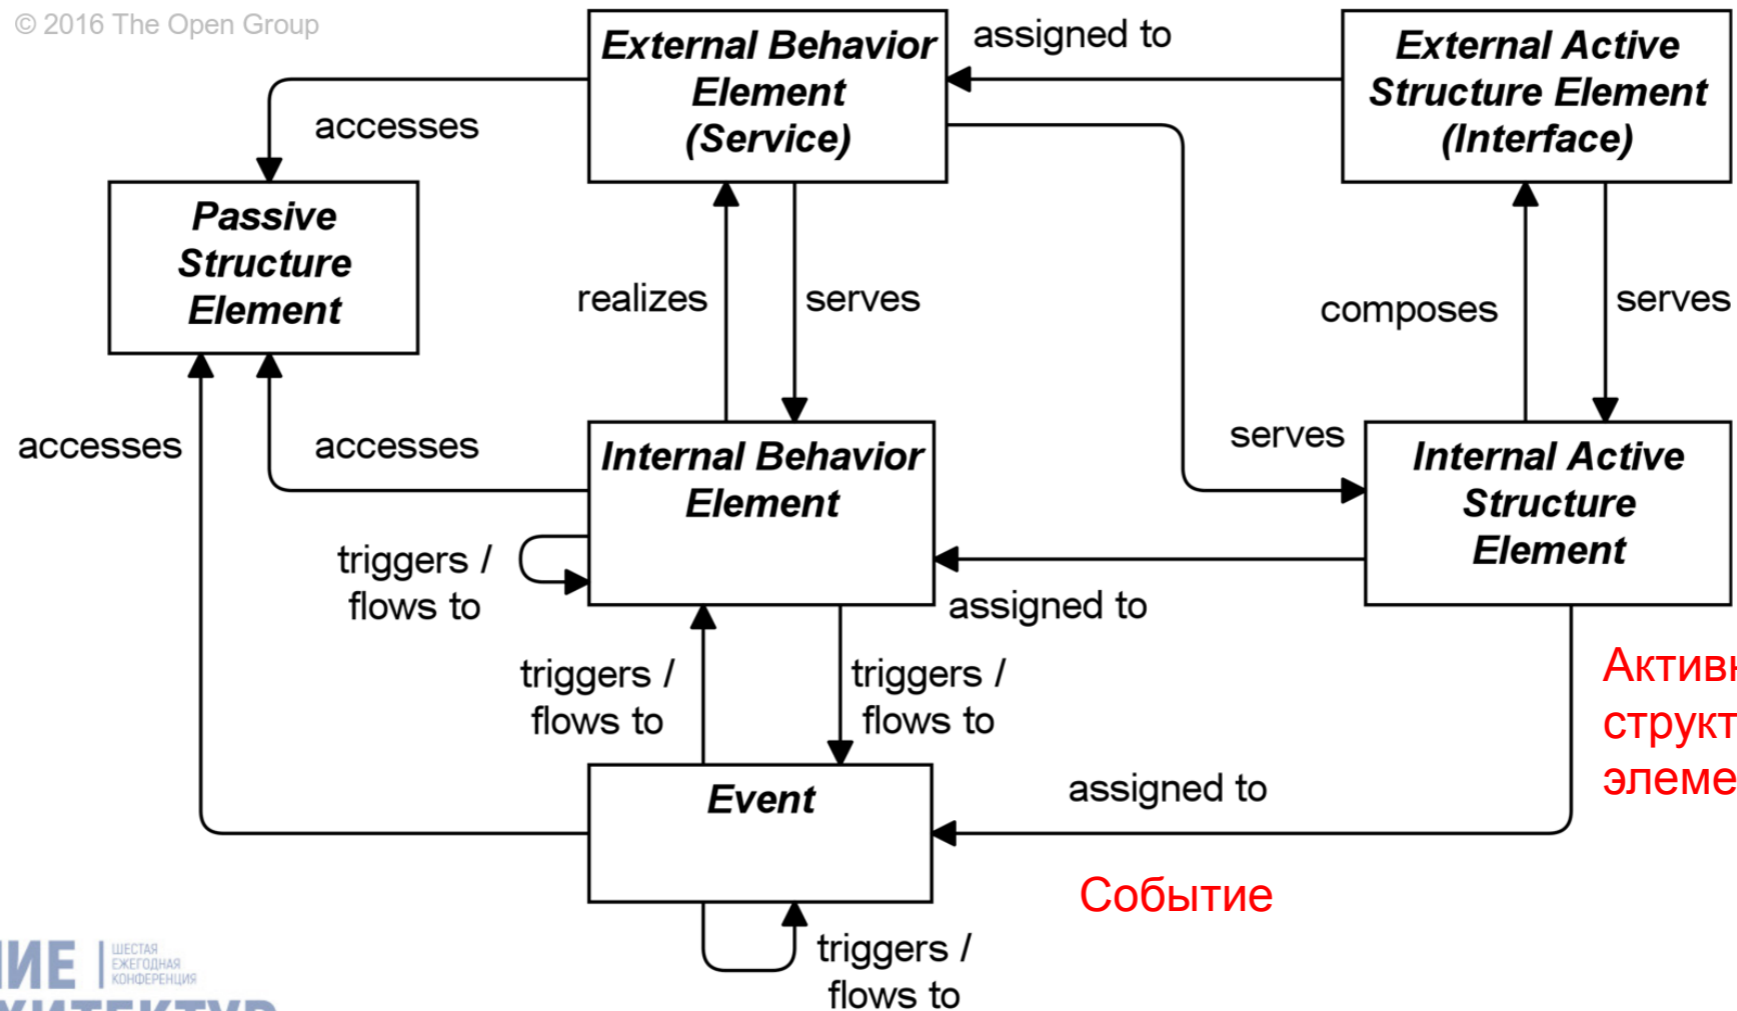 © 2016 The Open Group
External Behavior
Element
(Service)
assigned to
External Active
Structure Element
(Interface)
accesses
Passive
Structure
Element
realizes
serves
composes
serves
accesses
accesses
Internal Behavior
Element
serves
Internal Active
Structure
Element
triggers /
flows to
assigned to
triggers /
flows to
triggers /
flows to
Event
assigned to
Событие
triggers /
flows to
ШЕСТАЯ
ЕЖЕГОДНАЯ
КОНФЕРЕНЦИЯ